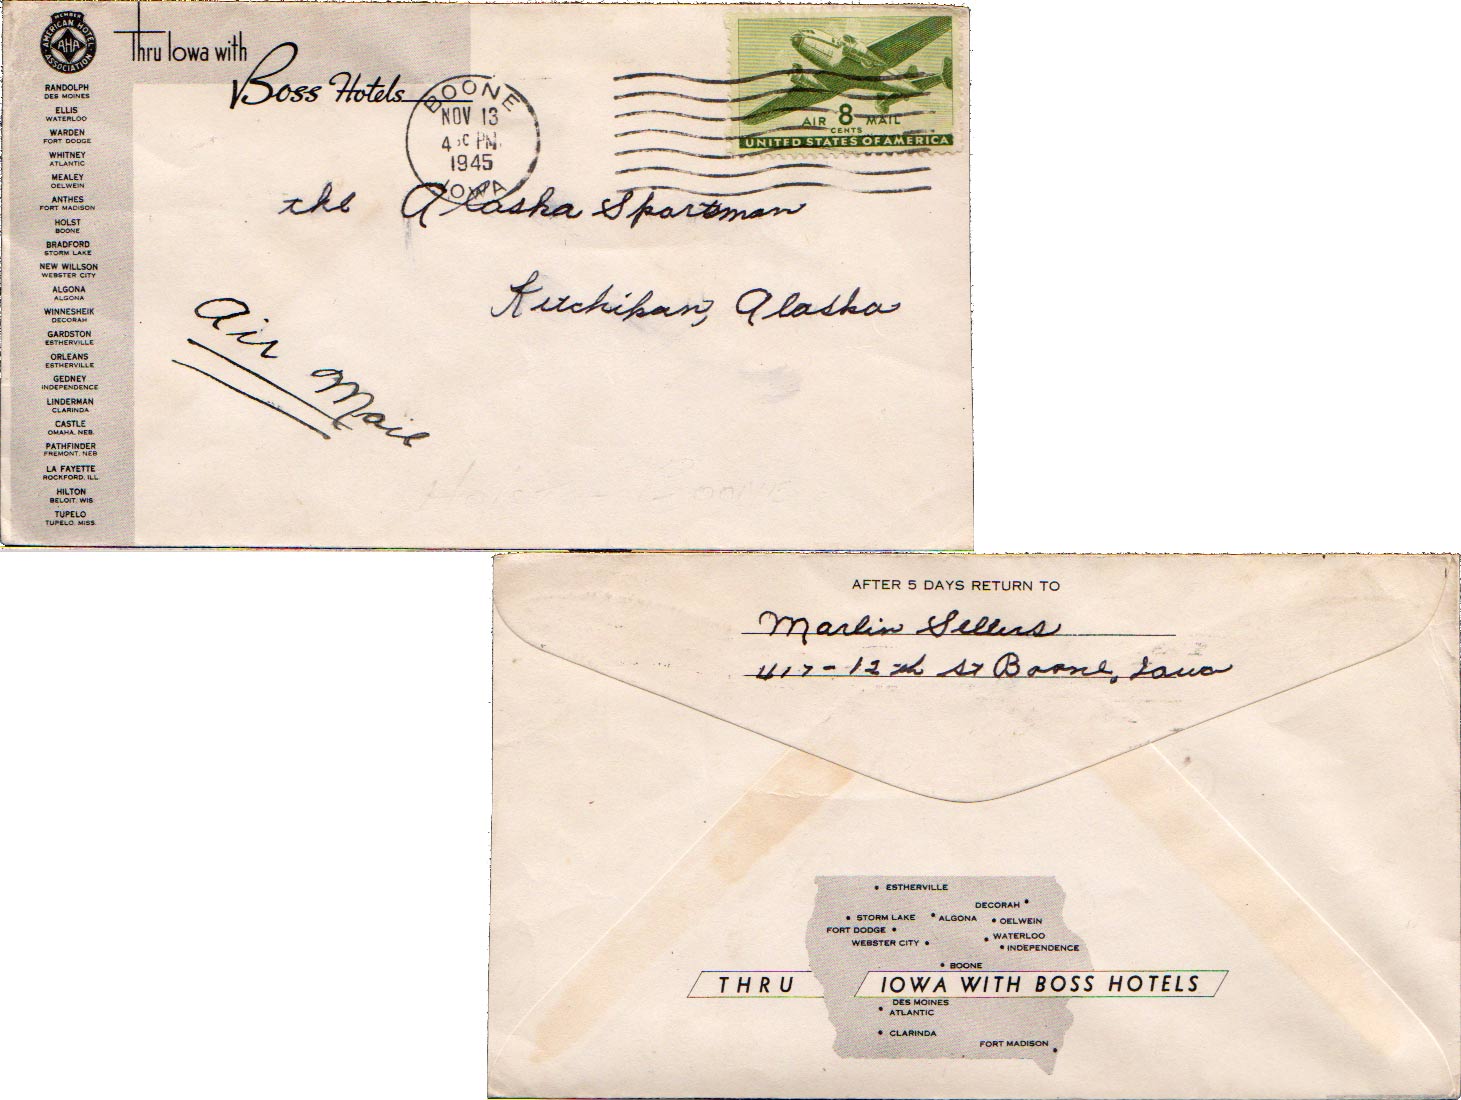 MEMBER
AMERICAN HOTEL
AHA
ASSOCIATION
Thru Iowa with
Boss Hotels
RANDOLPH
DES MOINES
ELLIS
WATERLOO
WARDEN
FORT DODGE
WHITNEY
ATLANTIC
MEALEY
OELWEIN
ANTHES
FORT MADISON
HOLST
BOONE
BRADFORD
STORM LAKE
NEW WILLSON
WEBSTER CITY
ALGONA
ALGONA
WINNESHEIK
DECORAH
GARDSTON
ESTHERVILLE
ORLEANS
ESTHERVILLE
GEDNEY
INDEPENDENCE
LINDERMAN
CLARINDA
CASTLE
OMAHA, NEB.
PATHFINDER
FREMONT, NEB
LA FAYETTE
ROCKFORD, ILL.
HILTON
BELOIT, WIS
TUPELO
TUPELO, MISS.
BOONE
NOV 13
4 PM
1945
IOWA
AIR 8 MAIL
CENTS
UNITED STATES OF AMERICA
the Alaska Sportsman
Ketchikan, Alaska
Air Mail
AFTER 5 DAYS RETURN TO
Marlin Sellers
417 - 12th St Boone, Iowa
ESTHERVILLE
DECORAH
STORM LAKE
ALGONA
OELWEIN
FORT DODGE
WATERLOO
WEBSTER CITY
INDEPENDENCE
BOONE
THRU IOWA WITH BOSS HOTELS
DES MOINES
ATLANTIC
CLARINDA
FORT MADISON